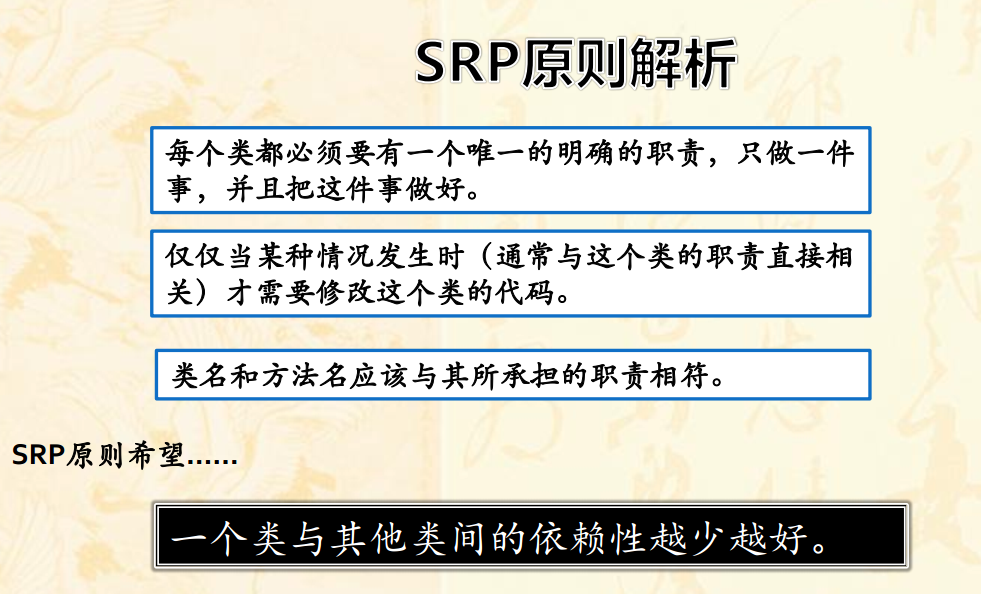 SRP原则解析
每个类都必须要有一个唯一的明确的职责，只做一件
事，并且把这件事做好。
仅仅当某种情况发生时（通常与这个类的职责直接相
关）才需要修改这个类的代码。
类名和方法名应该与其所承担的职责相符。
SRP原则希望……
一个类与其他类间的依赖性越少越好。